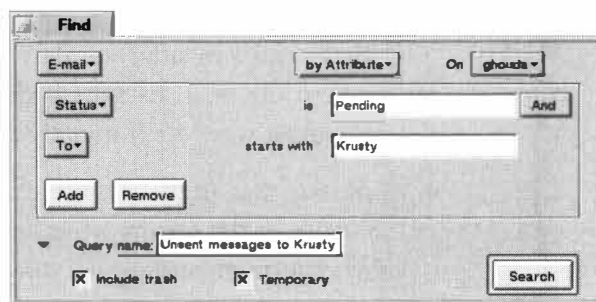 Find
E-mail by Attribute On ghouda
Status is Pending And
To starts with Krusty
Add Remove
Query name: Unsent messages to Krusty
Include trash Temporary Search